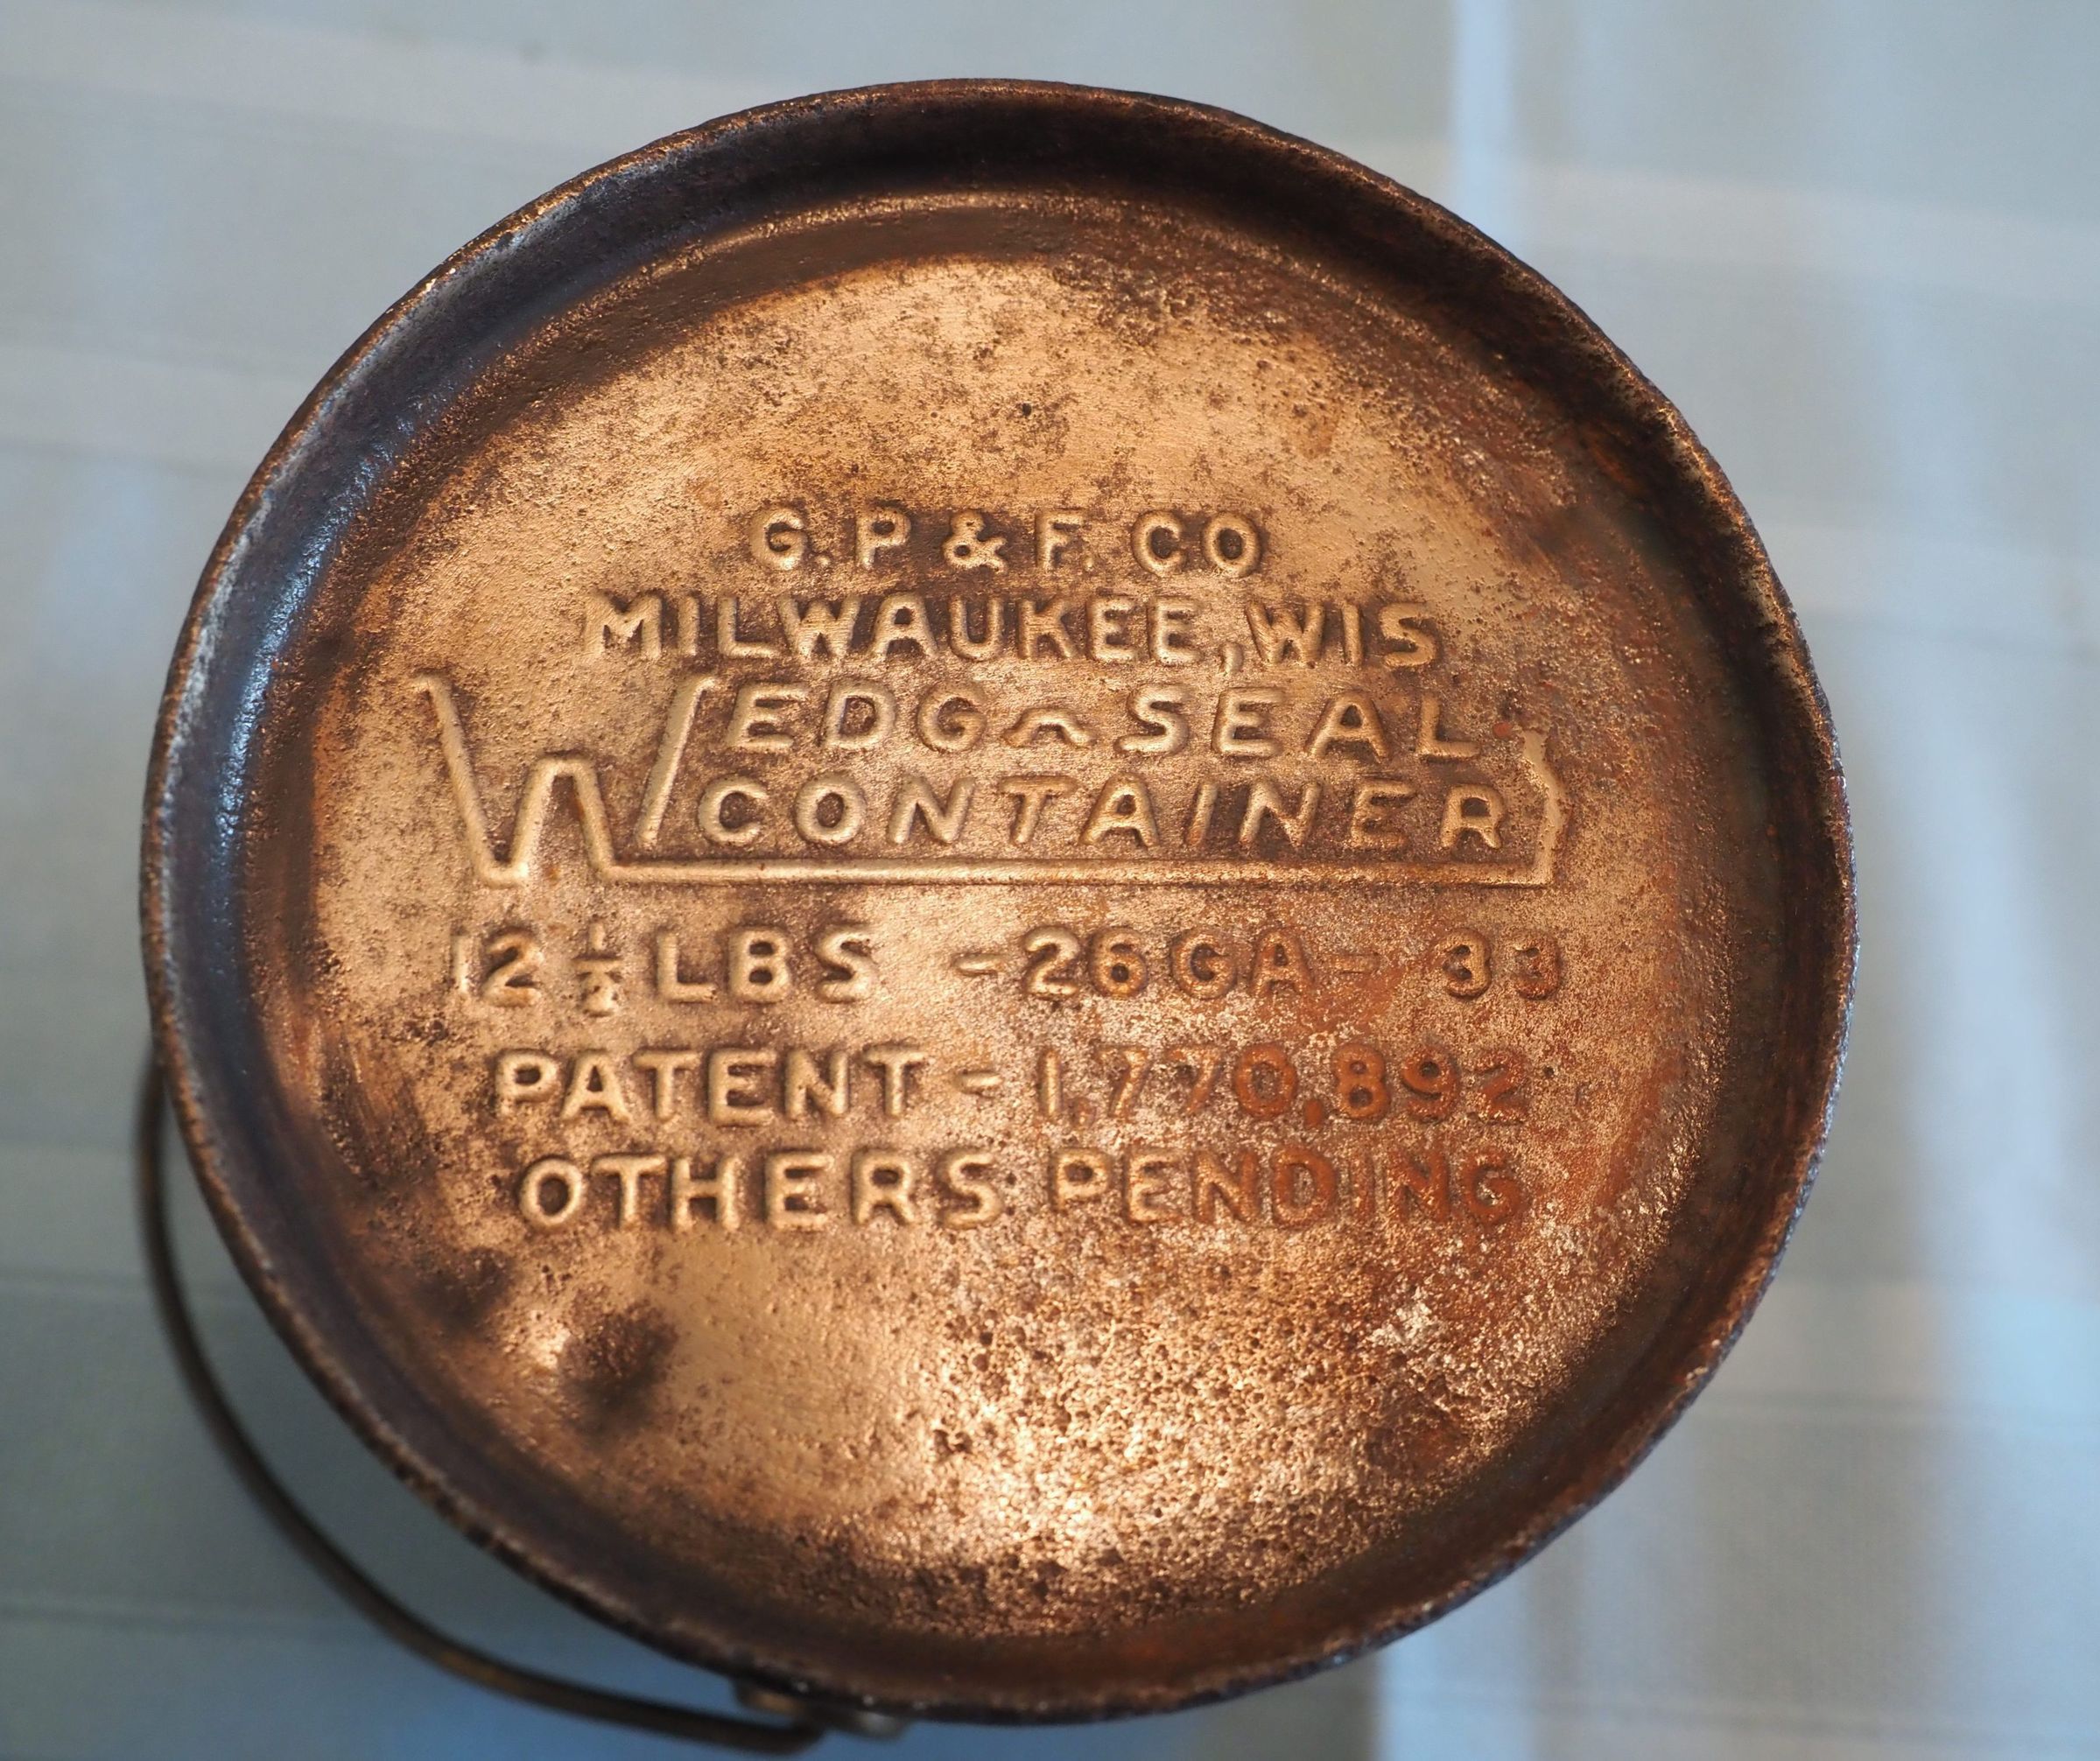 G. P & F. CO
MILWAUKEE, WIS
WEDG-SEAL
CONTAINER
12 ½ LBS - 26 GA - 33
PATENT - 1,770,892
OTHERS PENDING